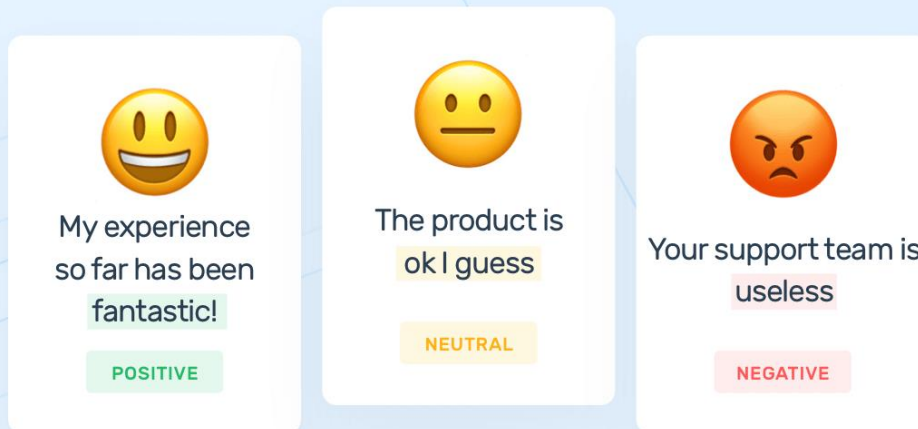 My experience
so far has been
fantastic!
POSITIVE
The product is
ok I guess
NEUTRAL
Your support team is
useless
NEGATIVE